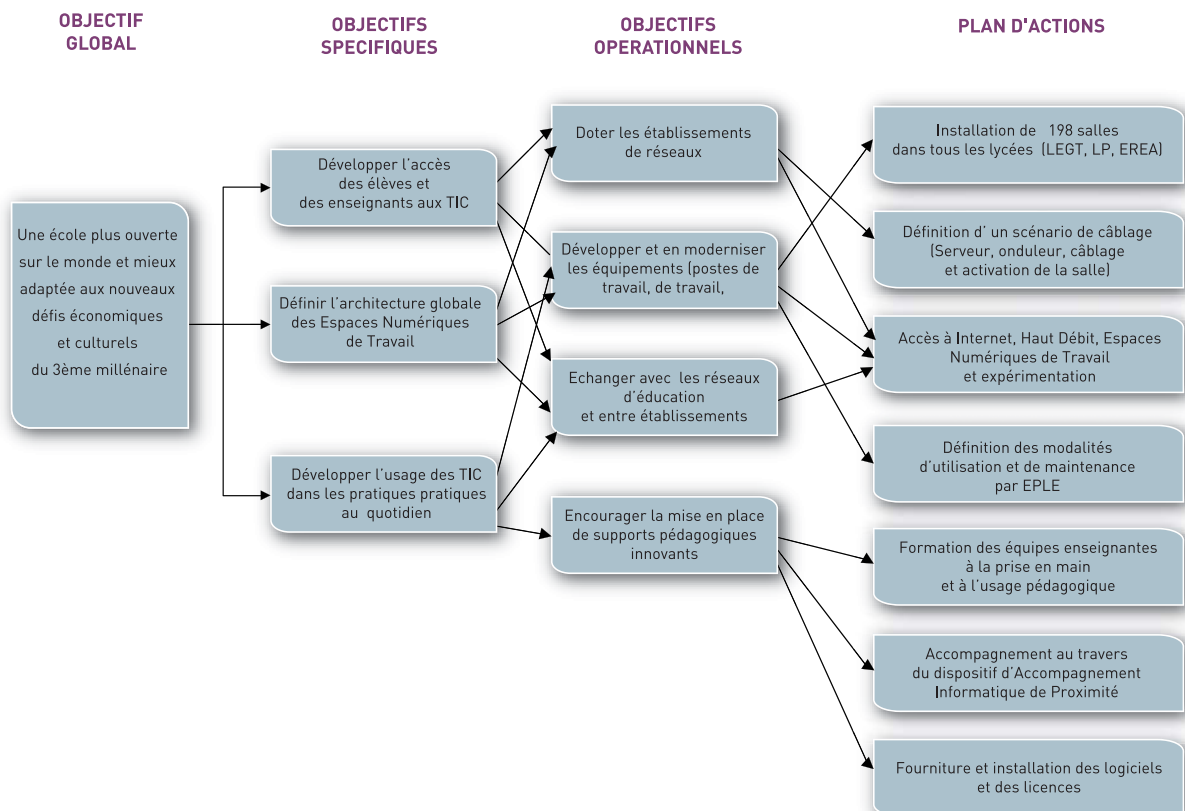 OBJECTIF
GLOBAL
OBJECTIFS
SPECIFIQUES
OBJECTIFS
OPERATIONNELS
PLAN D'ACTIONS
Une école plus ouverte
sur le monde et mieux
adaptée aux nouveaux
défis économiques
et culturels
du 3ème millénaire
Développer l'accès
des élèves et
des enseignants aux TIC
Définir l'architecture globale
des Espaces Numériques
de Travail
Développer l'usage des TIC
dans les pratiques pratiques
au quotidien
Doter les établissements
de réseaux
Développer et en moderniser
les équipements (postes de
travail, de travail,
Echanger avec les réseaux
d'éducation
et entre établissements
Encourager la mise en place
de supports pédagogiques
innovants
Installation de 198 salles
dans tous les lycées (LEGT, LP, EREA)
Définition d' un scénario de câblage
(Serveur, onduleur, câblage
et activation de la salle)
Accès à Internet, Haut Débit, Espaces
Numériques de Travail
et expérimentation
Définition des modalités
d'utilisation et de maintenance
par EPLE
Formation des équipes enseignantes
à la prise en main
et à l'usage pédagogique
Accompagnement au travers
du dispositif d'Accompagnement
Informatique de Proximité
Fourniture et installation des logiciels
et des licences